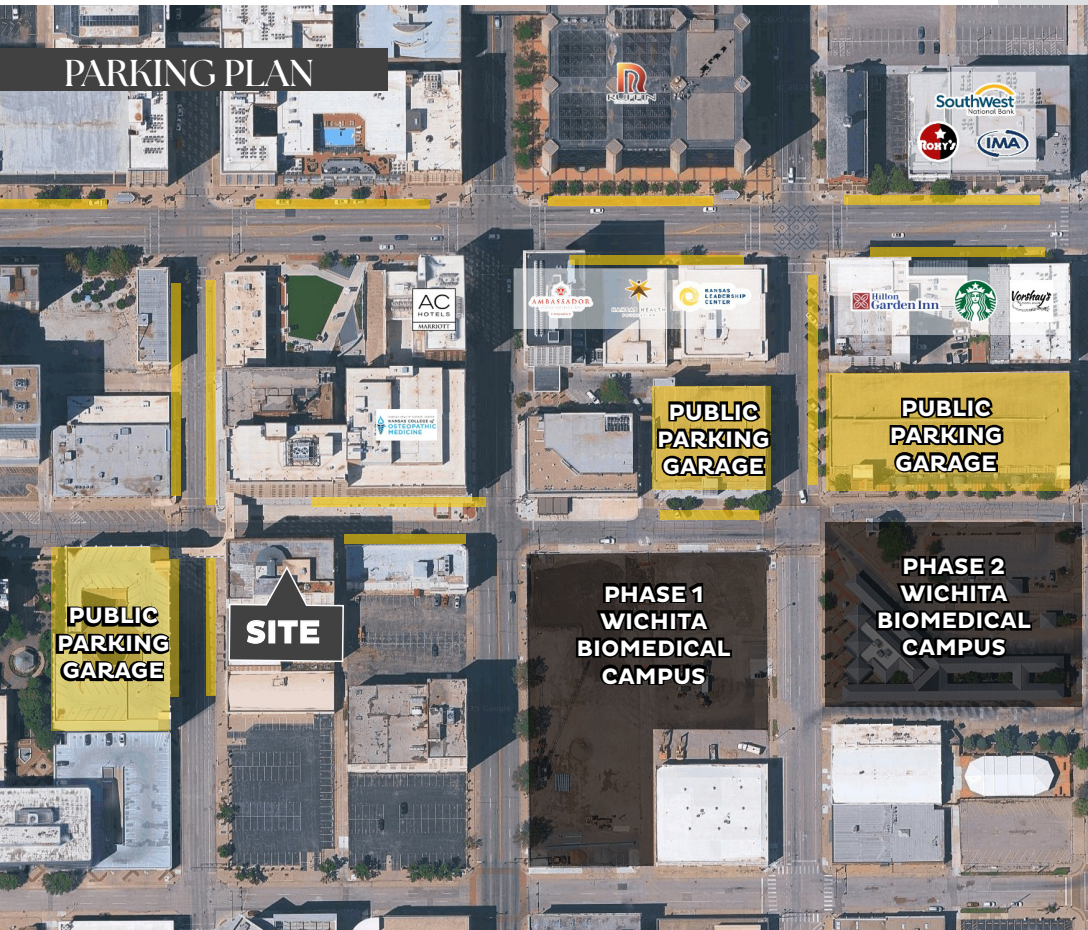 PARKING PLAN
RUFFIN
SouthWest
National Bank
ROXY'S
IMA
AC
HOTELS
MARRIOTT
AMBASSADOR
KANSAS HEALTH
KANSAS
LEADERSHIP
CENTER
Hilton
Garden Inn
KANSAS COLLEGE of
OSTEOPATHIC
MEDICINE
PUBLIC
PARKING
GARAGE
PUBLIC
PARKING
GARAGE
PUBLIC
PARKING
GARAGE
SITE
PHASE 1
WICHITA
BIOMEDICAL
CAMPUS
PHASE 2
WICHITA
BIOMEDICAL
CAMPUS